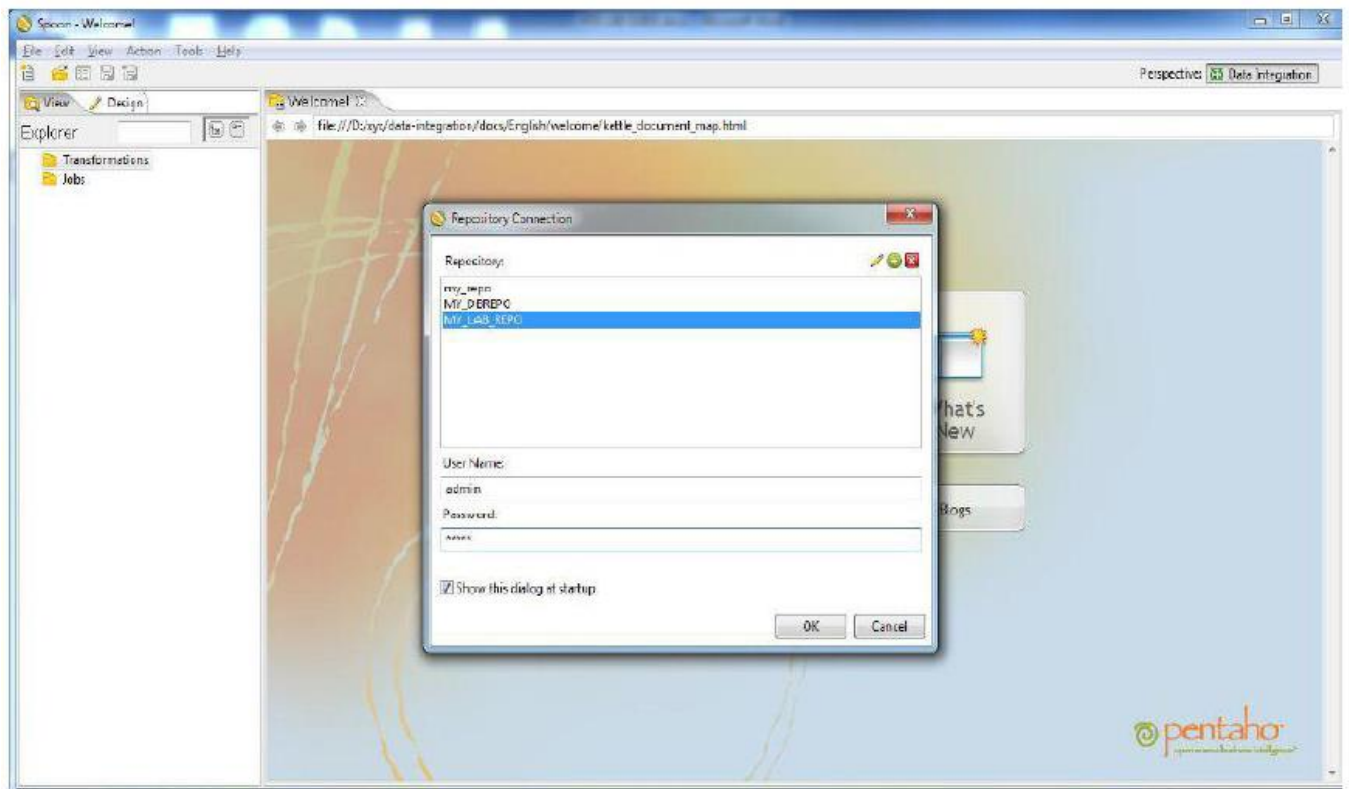 Spoon - Welcome!
File Edit View Action Tools Help
Perspective: Data Integration
View Design
Welcome!
Explorer
file:///D:/xyz/data-integration/docs/English/welcome/kettle_document_map.html
Transformations
Jobs
Repository Connection
Repository:
my_repo
MY_DBREPO
MY_LAB_REPO
hat's
New
User Name:
admin
Password:
Blogs
*****
Show this dialog at startup
OK Cancel
pentaho